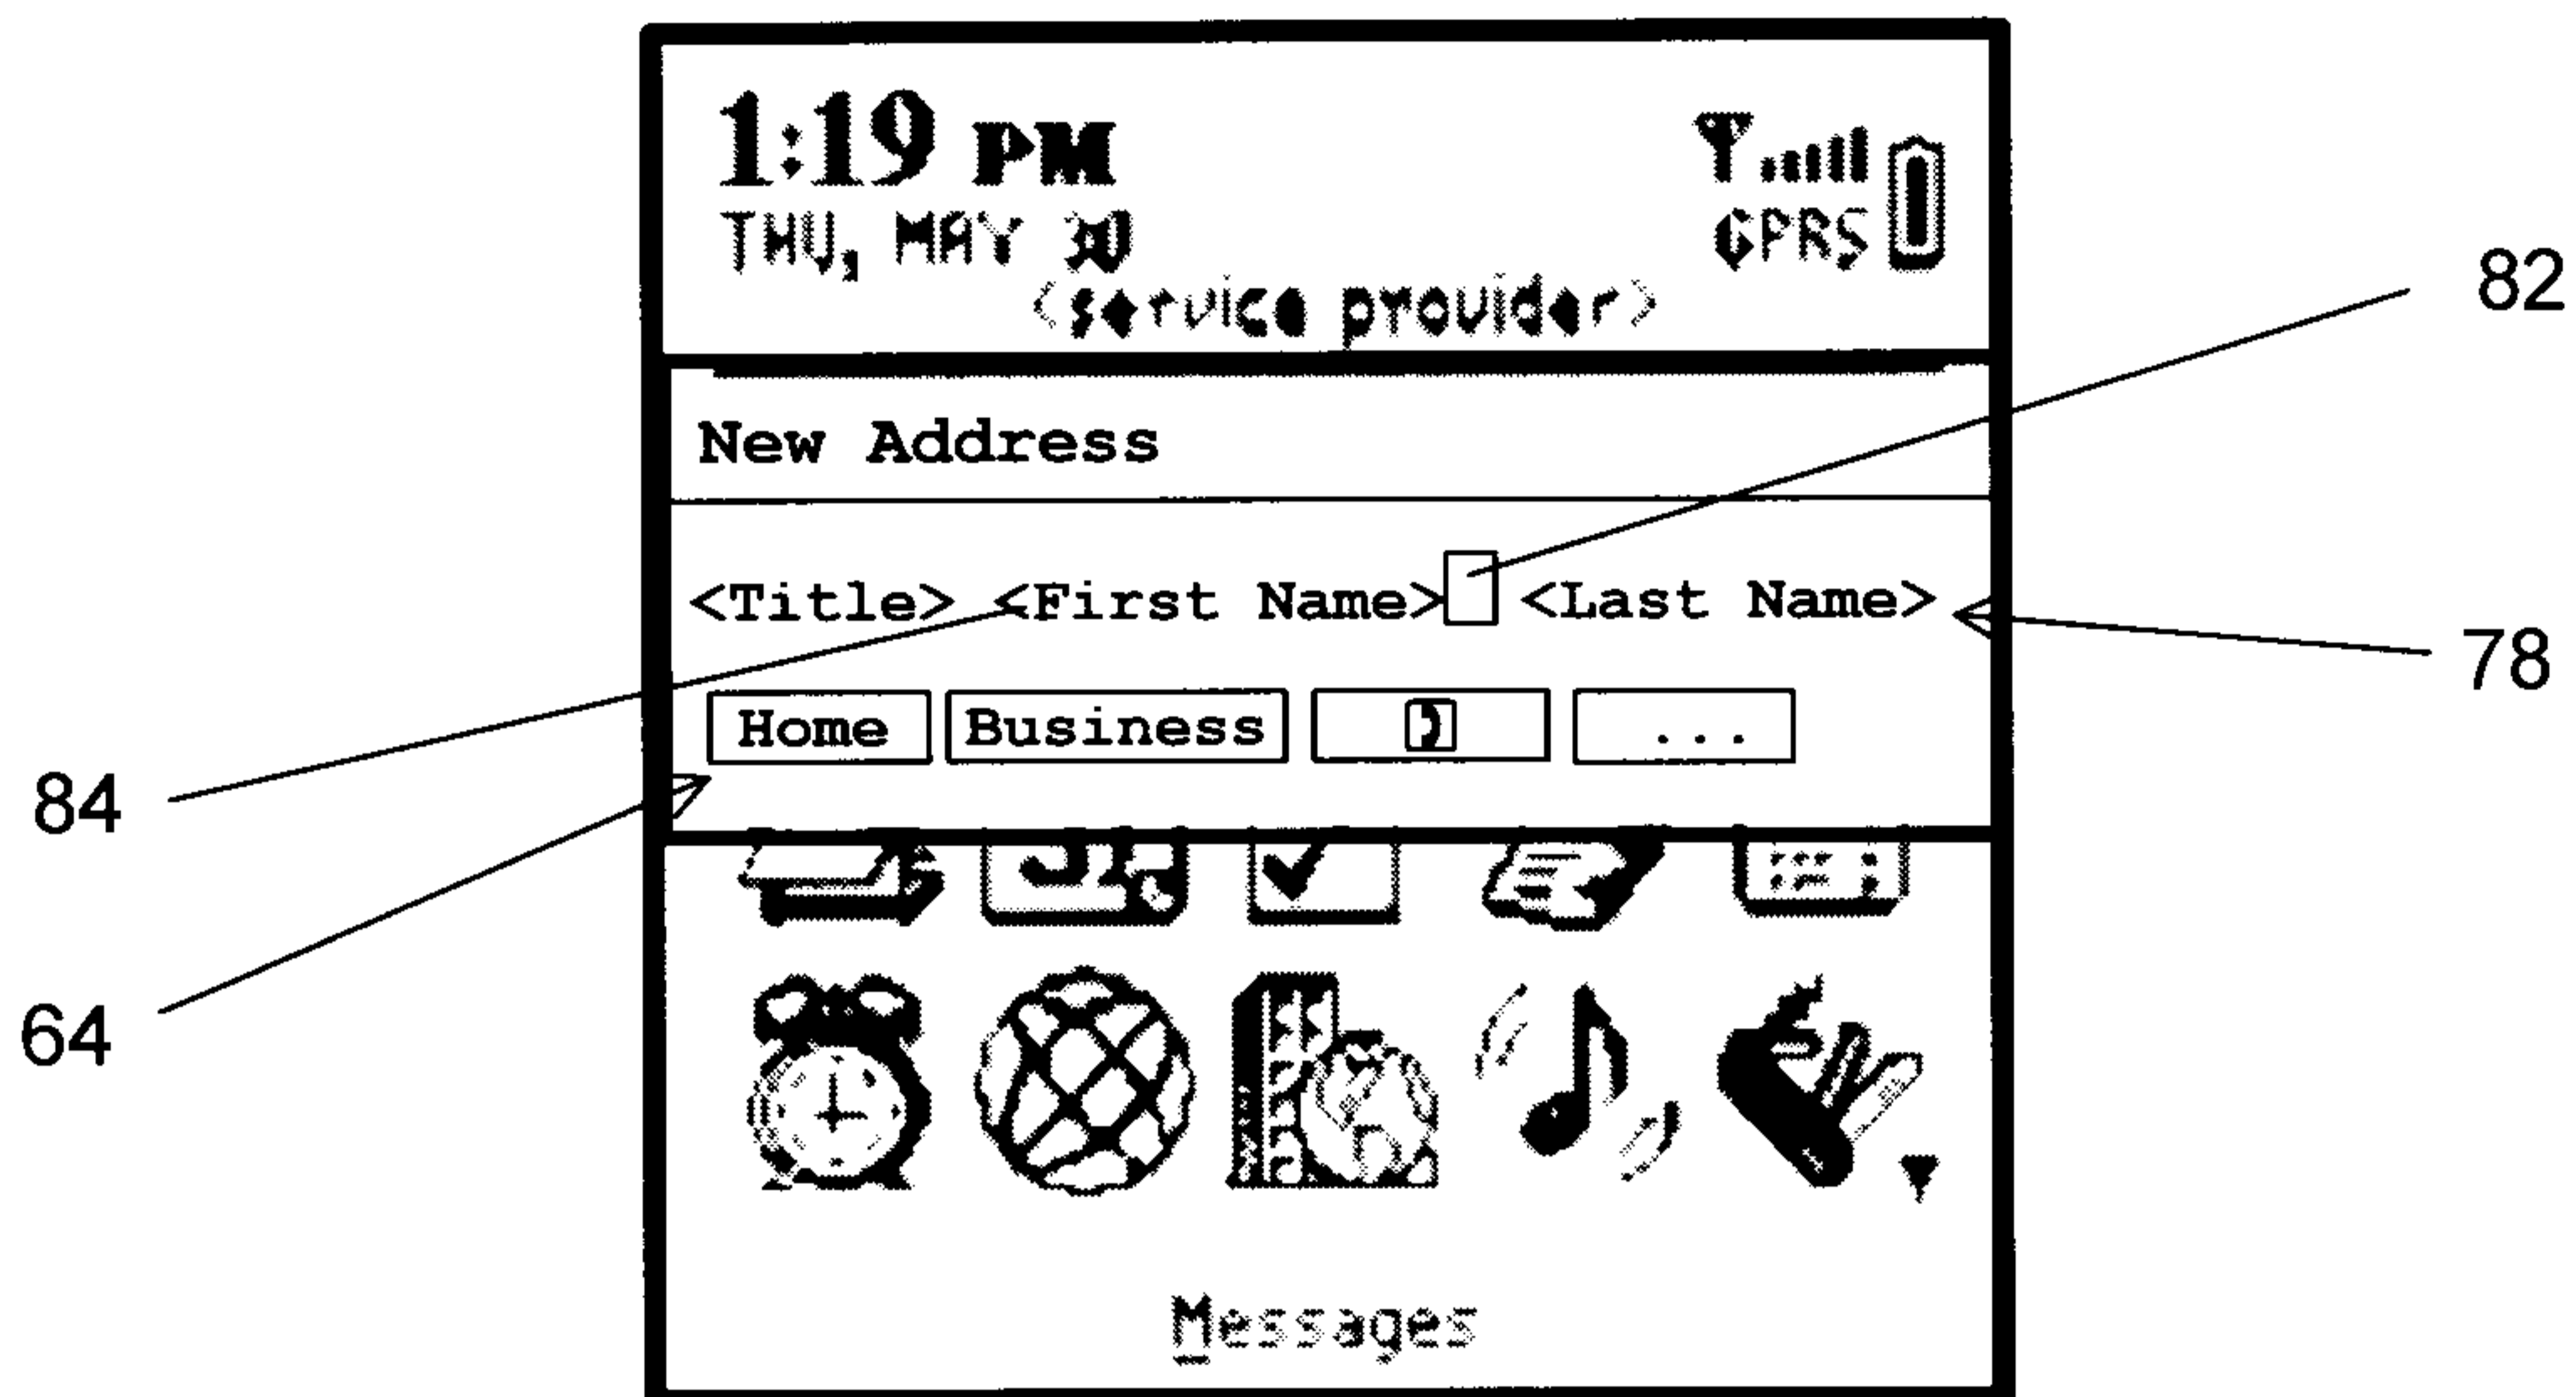 1:19 PM
THU, MAY 30
GPRS
<service provider>
82
New Address
<Title> <First Name> <Last Name>
78
Home Business ...
84
64
31
Messages